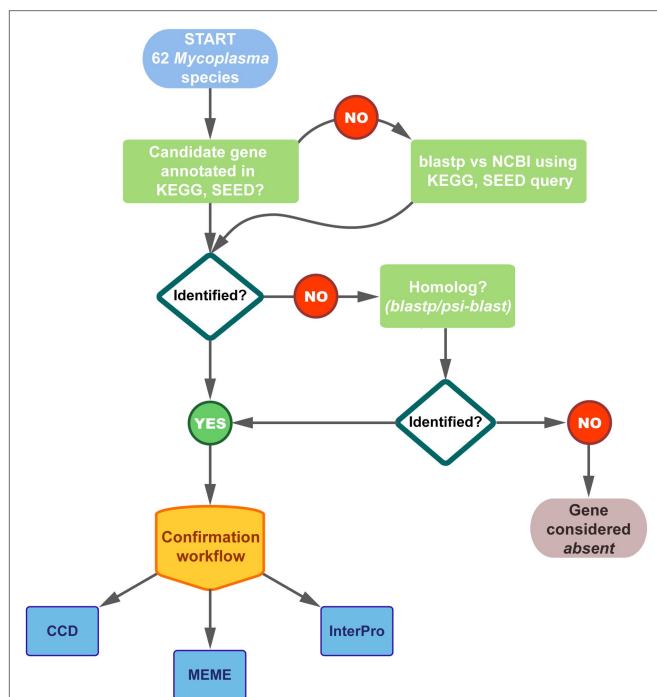 START
62 Mycoplasma
species
NO
Candidate gene
annotated in
KEGG, SEED?
blastp vs NCBI using
KEGG, SEED query
Identified?
NO
Homolog?
(blastp/psi-blast)
YES
Identified?
NO
Gene
considered
absent
Confirmation
workflow
CCD
InterPro
MEME